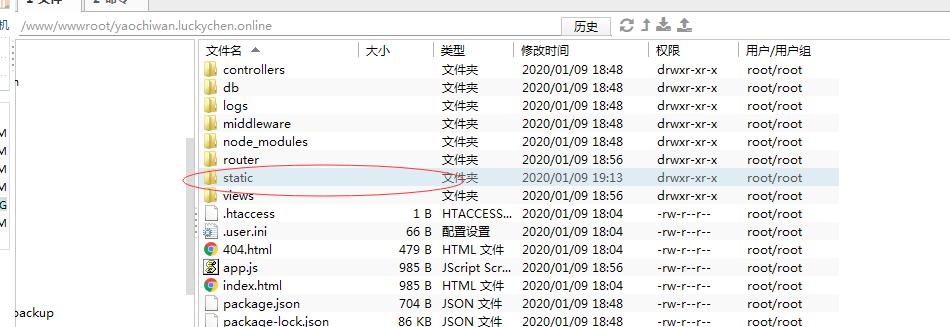 1 文件 2 命令
机 /www/wwwroot/yaochiwan.luckychen.online 历史
文件名 大小 类型 修改时间 权限 用户/用户组
controllers 文件夹 2020/01/09 18:48 drwxr-xr-x root/root
db 文件夹 2020/01/09 18:48 drwxr-xr-x root/root
logs 文件夹 2020/01/09 18:48 drwxr-xr-x root/root
M middleware 文件夹 2020/01/09 18:48 drwxr-xr-x root/root
M node_modules 文件夹 2020/01/09 18:48 drwxr-xr-x root/root
M router 文件夹 2020/01/09 18:56 drwxr-xr-x root/root
M static 文件夹 2020/01/09 19:13 drwxr-xr-x root/root
G views 文件夹 2020/01/09 18:56 drwxr-xr-x root/root
M .htaccess 1 B HTACCESS... 2020/01/09 18:04 -rw-r--r-- root/root
.user.ini 66 B 配置设置 2020/01/09 18:04 -rw-r--r-- root/root
404.html 479 B HTML 文件 2020/01/09 18:04 -rw-r--r-- root/root
app.js 985 B JScript Scr... 2020/01/09 18:56 -rw-r--r-- root/root
index.html 985 B HTML 文件 2020/01/09 18:04 -rw-r--r-- root/root
package.json 704 B JSON 文件 2020/01/09 18:48 -rw-r--r-- root/root
backup package-lock.json 86 KB JSON 文件 2020/01/09 18:48 -rw-r--r-- root/root